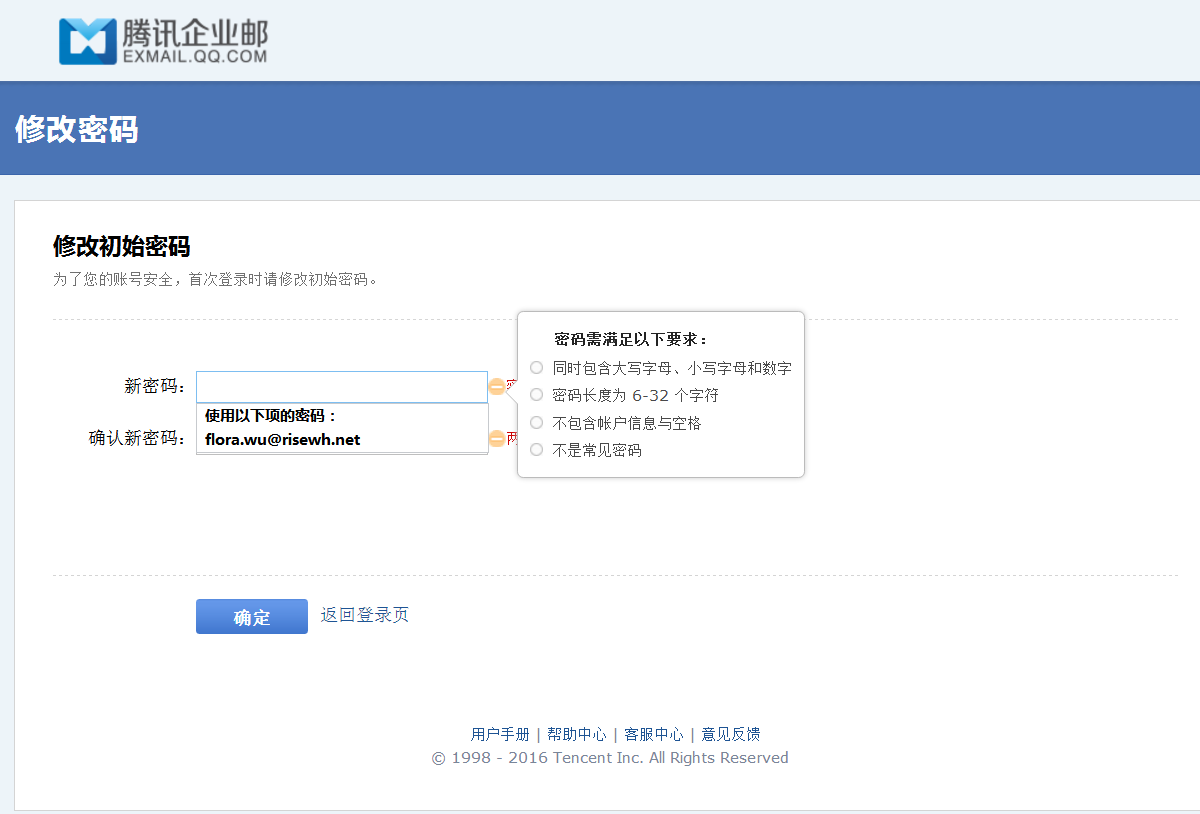 腾讯企业邮
EXMAIL.QQ.COM
修改密码
修改初始密码
为了您的账号安全，首次登录时请修改初始密码。
密码需满足以下要求：
同时包含大写字母、小写字母和数字
密码长度为 6-32 个字符
不包含帐户信息与空格
不是常见密码
新密码：
使用以下项的密码：
flora.wu@risewh.net
确认新密码：
两
确定 返回登录页
用户手册 | 帮助中心 | 客服中心 | 意见反馈
© 1998 - 2016 Tencent Inc. All Rights Reserved